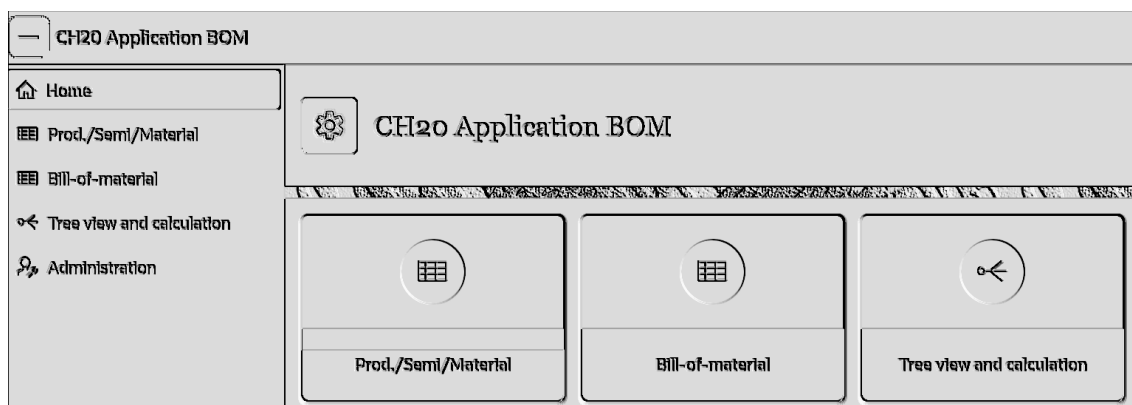 CH20 Application BOM
Home
Prod./Semi/Material
Bill-of-material
Tree view and calculation
Administration
CH20 Application BOM
Prod./Semi/Material
Bill-of-material
Tree view and calculation